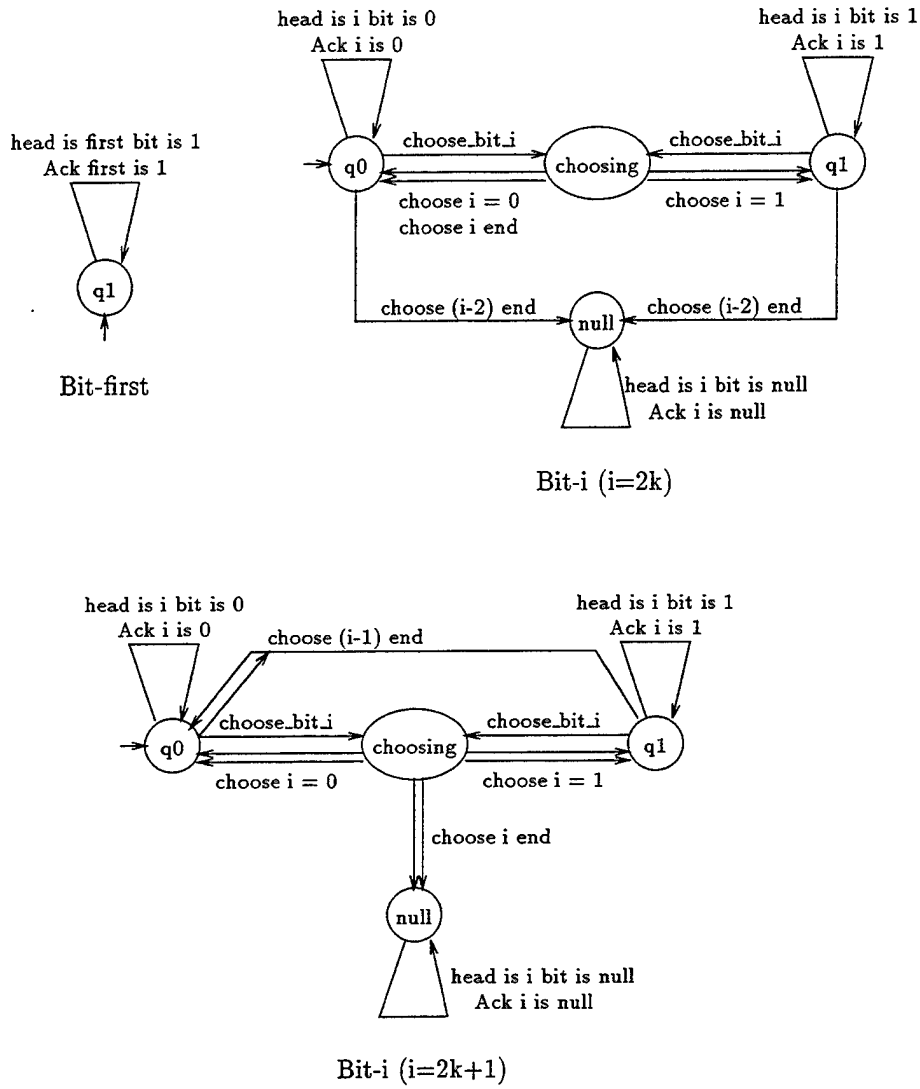 head is first bit is 1
Ack first is 1
q1
Bit-first
head is i bit is 0
Ack i is 0
head is i bit is 1
Ack i is 1
q0
choose_bit_i
choosing
choose_bit_i
q1
choose i = 0
choose i end
choose i = 1
choose (i-2) end
null
choose (i-2) end
head is i bit is null
Ack i is null
Bit-i (i=2k)
head is i bit is 0
Ack i is 0
head is i bit is 1
Ack i is 1
choose (i-1) end
q0
choose_bit_i
choosing
choose_bit_i
q1
choose i = 0
choose i = 1
choose i end
null
head is i bit is null
Ack i is null
Bit-i (i=2k+1)